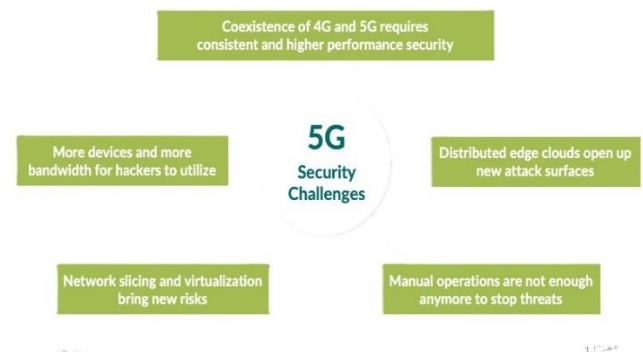 Coexistence of 4G and 5G requires
consistent and higher performance security
5G
Security
Challenges
More devices and more
bandwidth for hackers to utilize
Distributed edge clouds open up
new attack surfaces
Network slicing and virtualization
bring new risks
Manual operations are not enough
anymore to stop threats